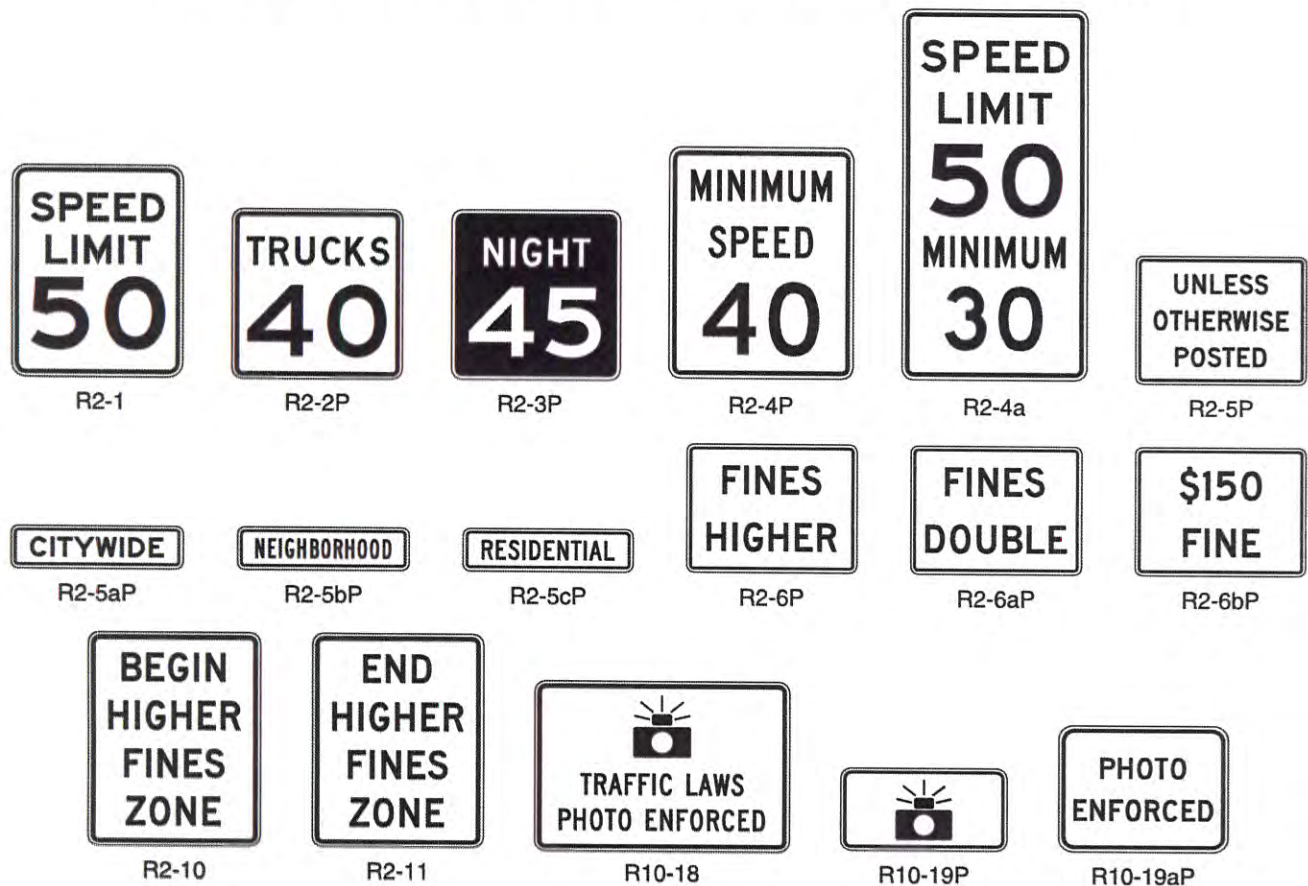 SPEED
LIMIT
50
R2-1
TRUCKS
40
R2-2P
NIGHT
45
R2-3P
MINIMUM
SPEED
40
R2-4P
SPEED
LIMIT
50
MINIMUM
30
R2-4a
UNLESS
OTHERWISE
POSTED
R2-5P
CITYWIDE
R2-5aP
NEIGHBORHOOD
R2-5bP
RESIDENTIAL
R2-5cP
FINES
HIGHER
R2-6P
FINES
DOUBLE
R2-6aP
$150
FINE
R2-6bP
BEGIN
HIGHER
FINES
ZONE
R2-10
END
HIGHER
FINES
ZONE
R2-11
TRAFFIC LAWS
PHOTO ENFORCED
R10-18
R10-19P
PHOTO
ENFORCED
R10-19aP